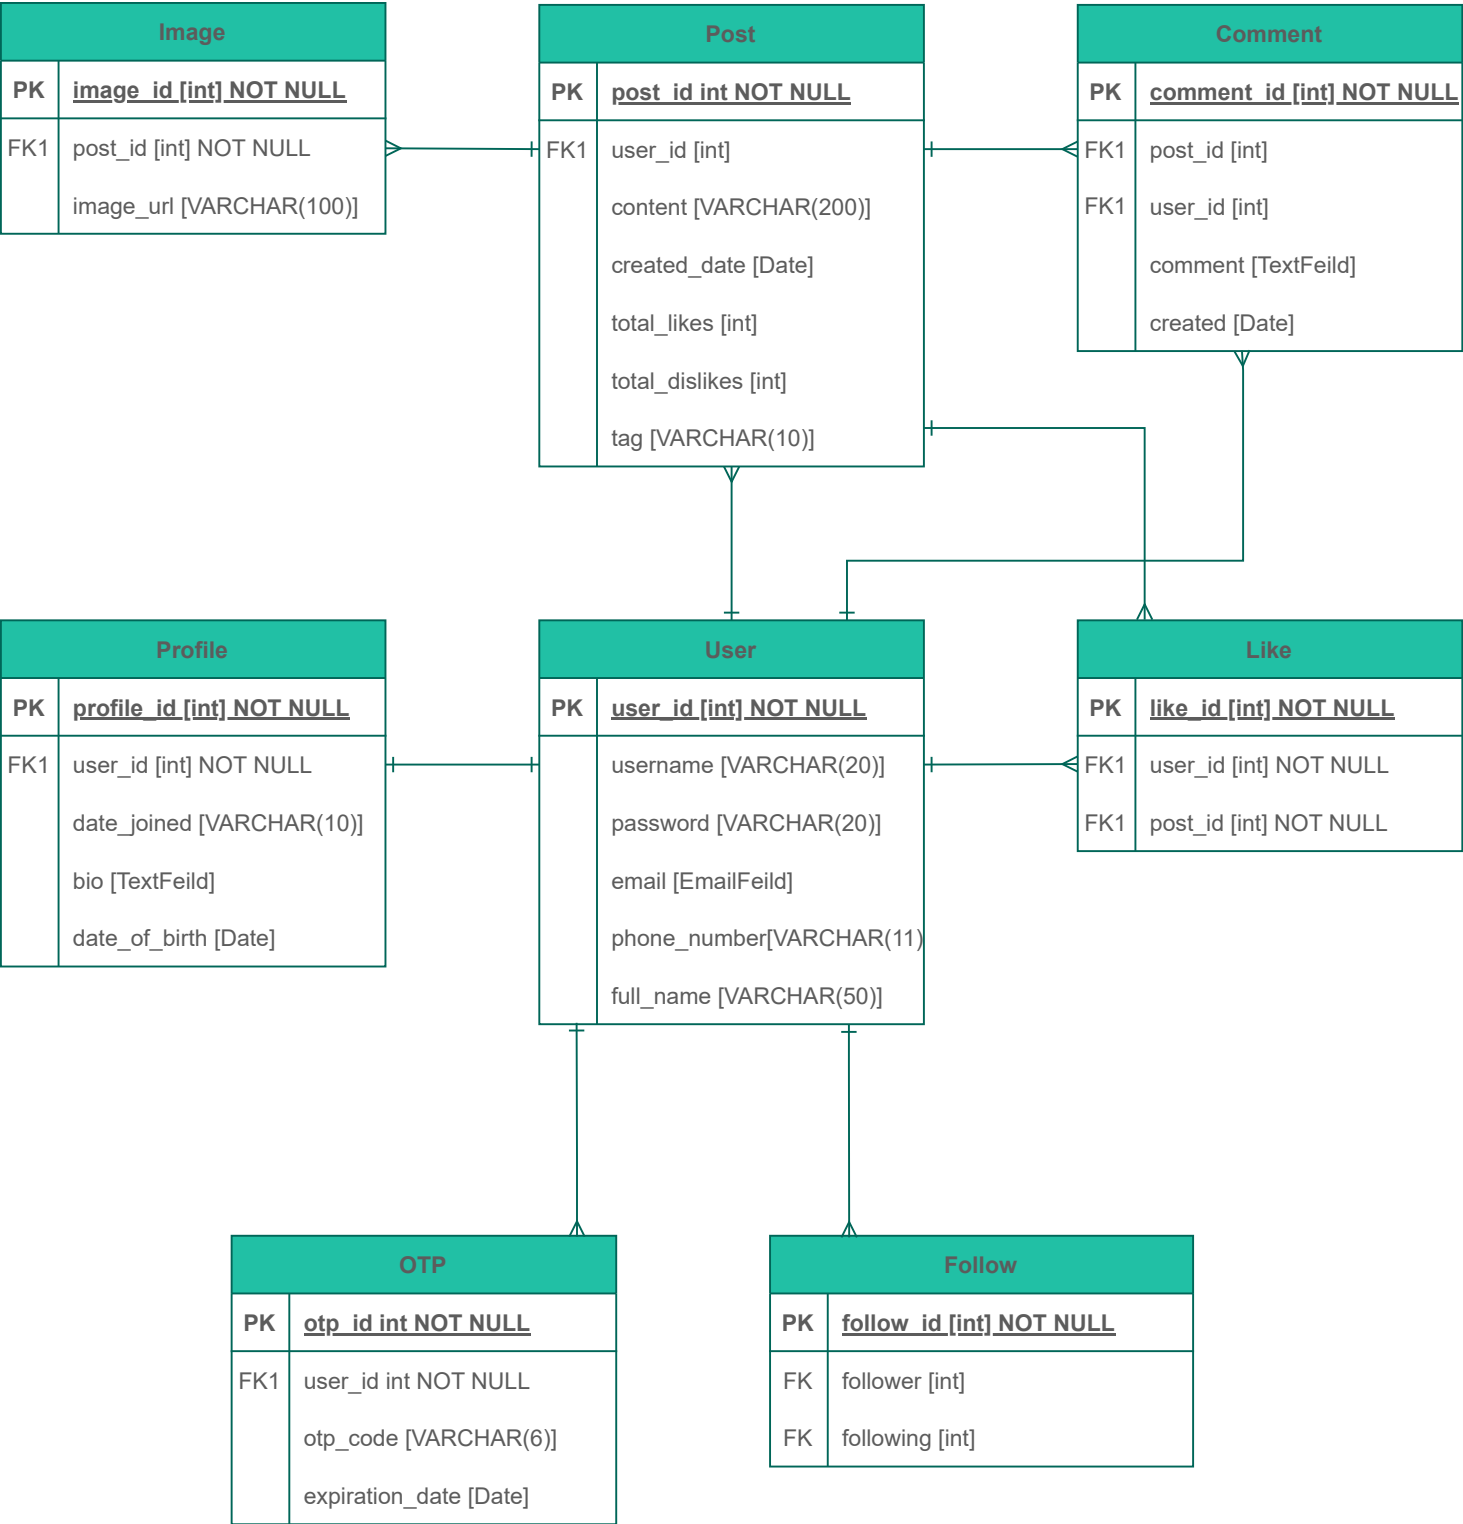 Image
PK image_id [int] NOT NULL
FK1 post_id [int] NOT NULL
image_url [VARCHAR(100)]
Post
PK post_id int NOT NULL
FK1 user_id [int]
content [VARCHAR(200)]
created_date [Date]
total_likes [int]
total_dislikes [int]
tag [VARCHAR(10)]
Comment
PK comment_id [int] NOT NULL
FK1 post_id [int]
FK1 user_id [int]
comment [TextFeild]
created [Date]
Profile
PK profile_id [int] NOT NULL
FK1 user_id [int] NOT NULL
date_joined [VARCHAR(10)]
bio [TextFeild]
date_of_birth [Date]
User
PK user_id [int] NOT NULL
username [VARCHAR(20)]
password [VARCHAR(20)]
email [EmailFeild]
phone_number[VARCHAR(11)
full_name [VARCHAR(50)]
Like
PK like_id [int] NOT NULL
FK1 user_id [int] NOT NULL
FK1 post_id [int] NOT NULL
OTP
PK otp_id int NOT NULL
FK1 user_id int NOT NULL
otp_code [VARCHAR(6)]
expiration_date [Date]
Follow
PK follow_id [int] NOT NULL
FK follower [int]
FK following [int]